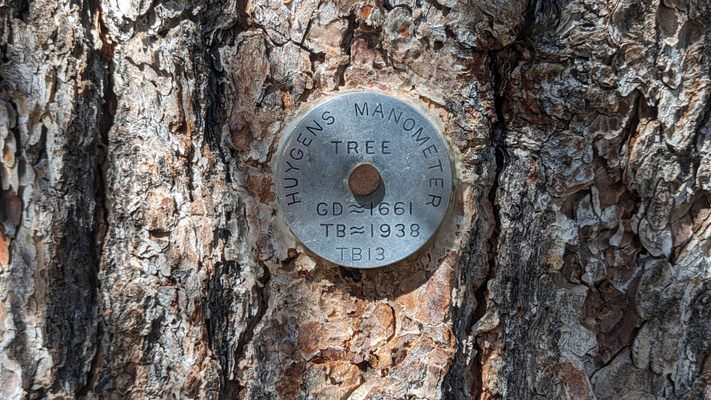 HUYGENS MANOMETER
TREE
GD≈1661
TB≈1938
TB13